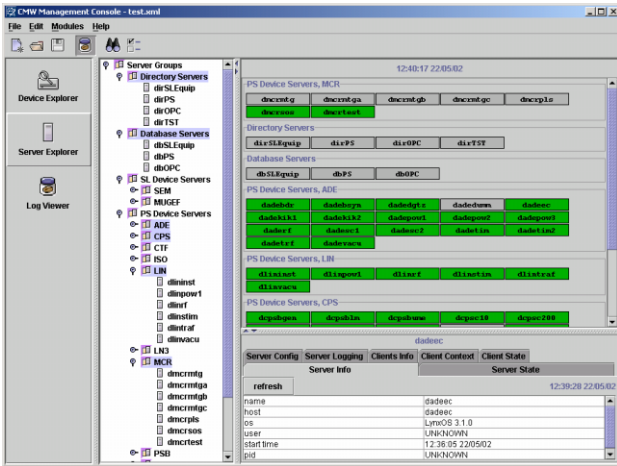 CMW Management Console - test.xml
File Edit Modules Help
Device Explorer
Server Explorer
Log Viewer
Server Groups
Directory Servers
dirSLEquip
dirPS
dirOPC
dirTST
Database Servers
dbSLEquip
dbPS
dbOPC
SL Device Servers
SEM
MUGEF
PS Device Servers
ADE
CPS
CTF
ISO
LIN
dlininst
dlinpow1
dlinrf
dlinstim
dlintraf
dlinvacu
LN3
MCR
dmcrmtg
dmcrmtga
dmcrmtgb
dmcrmtgc
dmcrpls
dmcrsos
dmcrtest
PSB
12:40:17 22/05/02
PS Device Servers, MCR
dmcrmtg dmcrmtga dmcrmtgb dmcrmtgc dmcrpls
dmcrsos dmcrtest
Directory Servers
dirSLEquip dirPS dirOPC dirTST
Database Servers
dbSLEquip dbPS dbOPC
PS Device Servers, ADE
dadebdz dadebsyn dadedgtz dadedwmm dadeec
dadekik1 dadekik2 dadepow1 dadepow2 dadepow3
daderf dadesc1 dadesc2 dadetim dadetim2
dadetrf dadevacu
PS Device Servers, LIN
dlininst dlinpow1 dlinrf dlinstim dlintraf
dlinvacu
PS Device Servers, CPS
dcpsbgen dcpsblm dcpsbune dcpsc10 dcpsc200
dadeec
Server Config Server Logging Clients Info Client Context Client State
Server Info Server State
refresh 12:39:28 22/05/02
name dadeec
host dadeec
os LynxOS 3.1.0
user UNKNOWN
start time 12:36:05 22/05/02
pid UNKNOWN